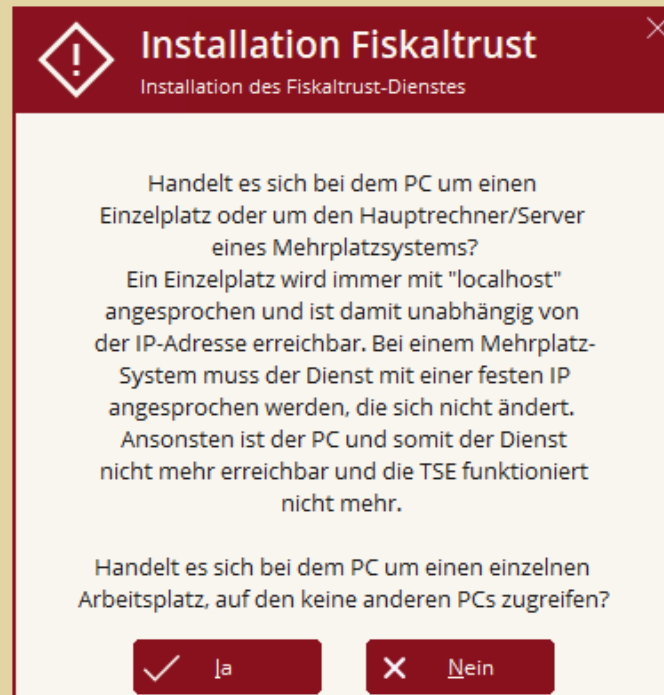 Installation Fiskaltrust
Installation des Fiskaltrust-Dienstes
Handelt es sich bei dem PC um einen
Einzelplatz oder um den Hauptrechner/Server
eines Mehrplatzsystems?
Ein Einzelplatz wird immer mit "localhost"
angesprochen und ist damit unabhängig von
der IP-Adresse erreichbar. Bei einem Mehrplatz-
System muss der Dienst mit einer festen IP
angesprochen werden, die sich nicht ändert.
Ansonsten ist der PC und somit der Dienst
nicht mehr erreichbar und die TSE funktioniert
nicht mehr.
Handelt es sich bei dem PC um einen einzelnen
Arbeitsplatz, auf den keine anderen PCs zugreifen?
Ja
Nein